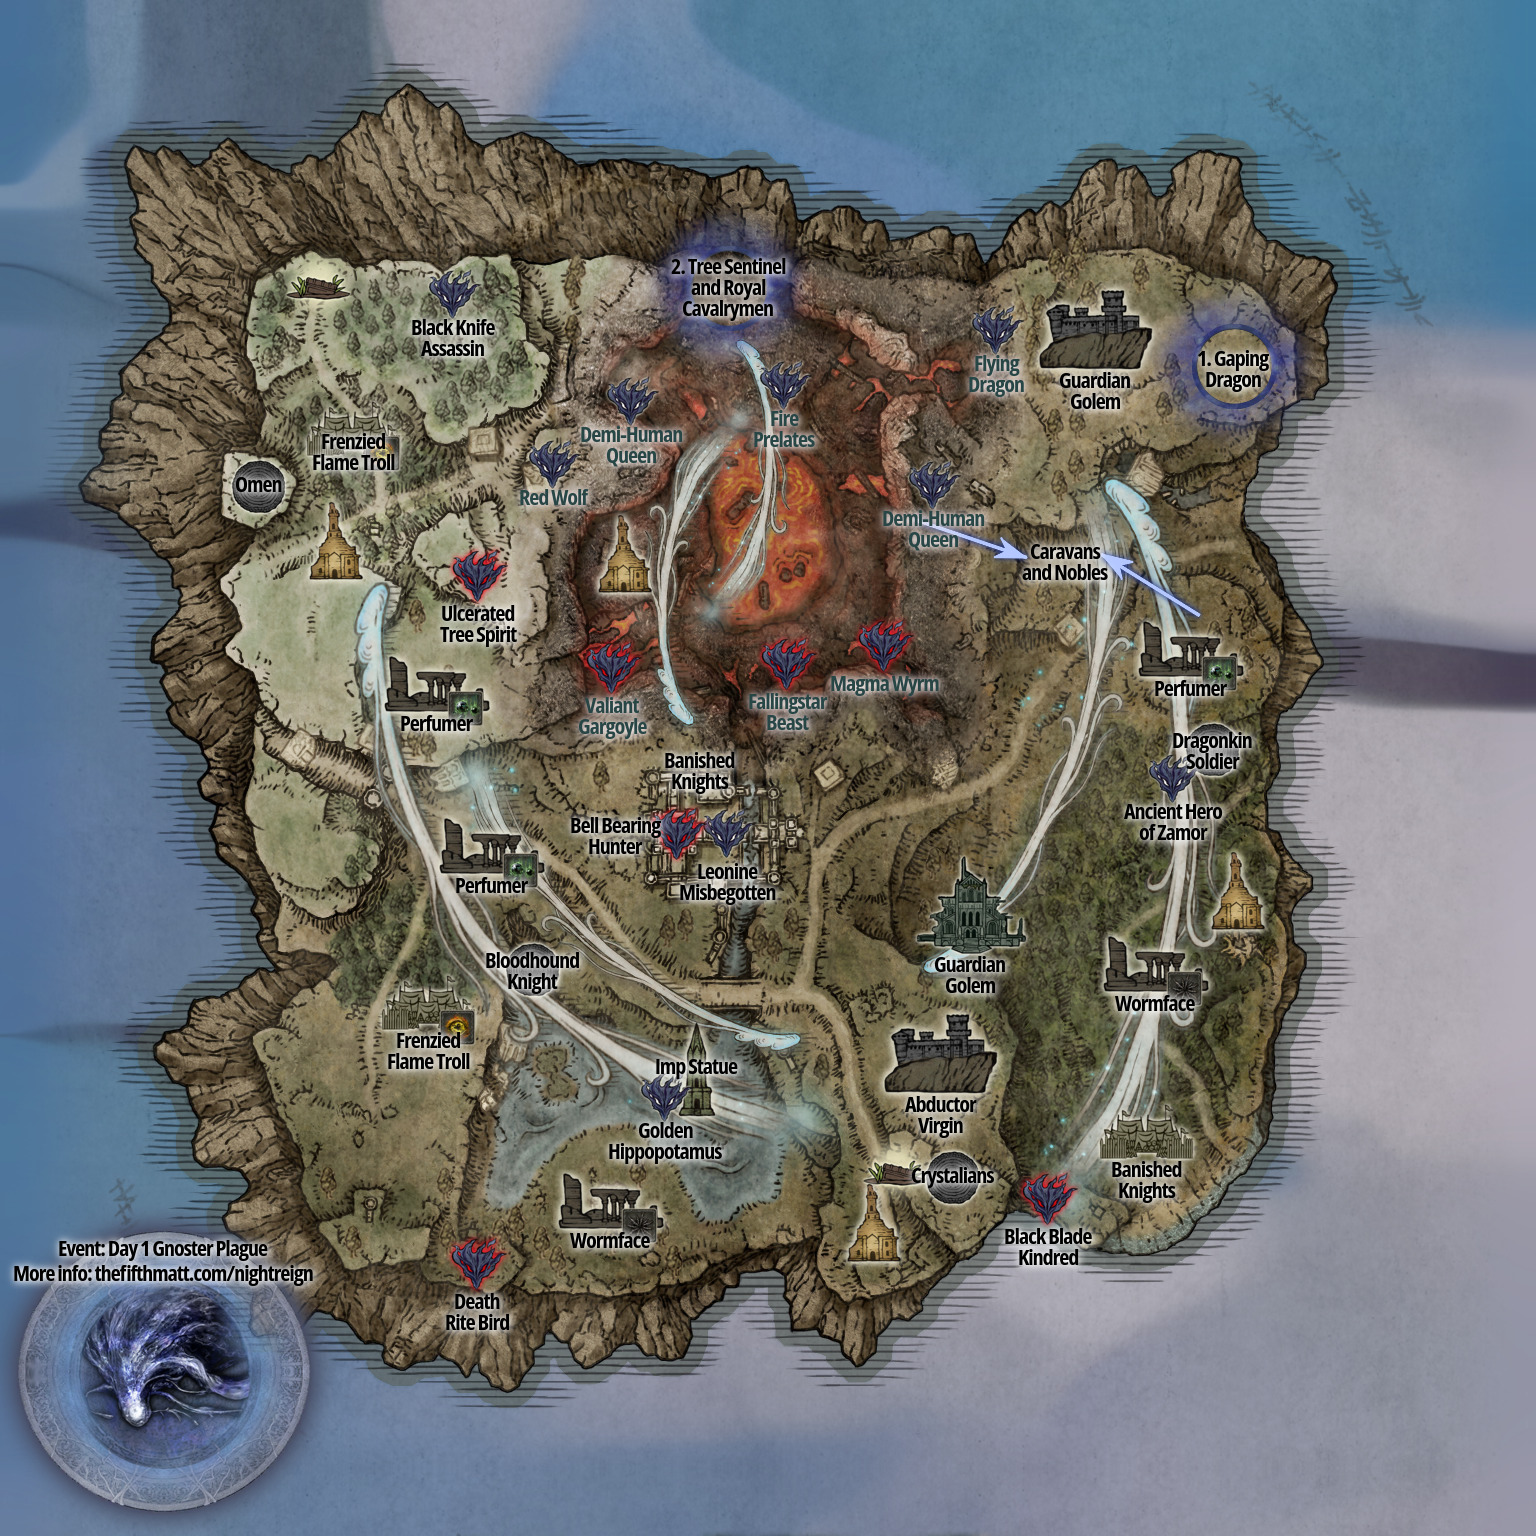 2. Tree Sentinel
and Royal
Cavalrymen
Black Knife
Assassin
Flying
Dragon
Guardian
Golem
1. Gaping
Dragon
Demi-Human
Queen
Fire
Prelates
Frenzied
Flame Troll
Omen
Red Wolf
Demi-Human
Queen
Caravans
and Nobles
Ulcerated
Tree Spirit
Perfumer
Valiant
Gargoyle
Fallingstar
Beast
Magma Wyrm
Perfumer
Banished
Knights
Dragonkin
Soldier
Bell Bearing
Hunter
Ancient Hero
of Zamor
Leonine
Misbegotten
Perfumer
Bloodhound
Knight
Guardian
Golem
Wormface
Frenzied
Flame Troll
Imp Statue
Abductor
Virgin
Golden
Hippopotamus
Crystalians
Banished
Knights
Wormface
Black Blade
Kindred
Event: Day 1 Gnoster Plague
More info: thefifthmatt.com/nightreign
Death
Rite Bird